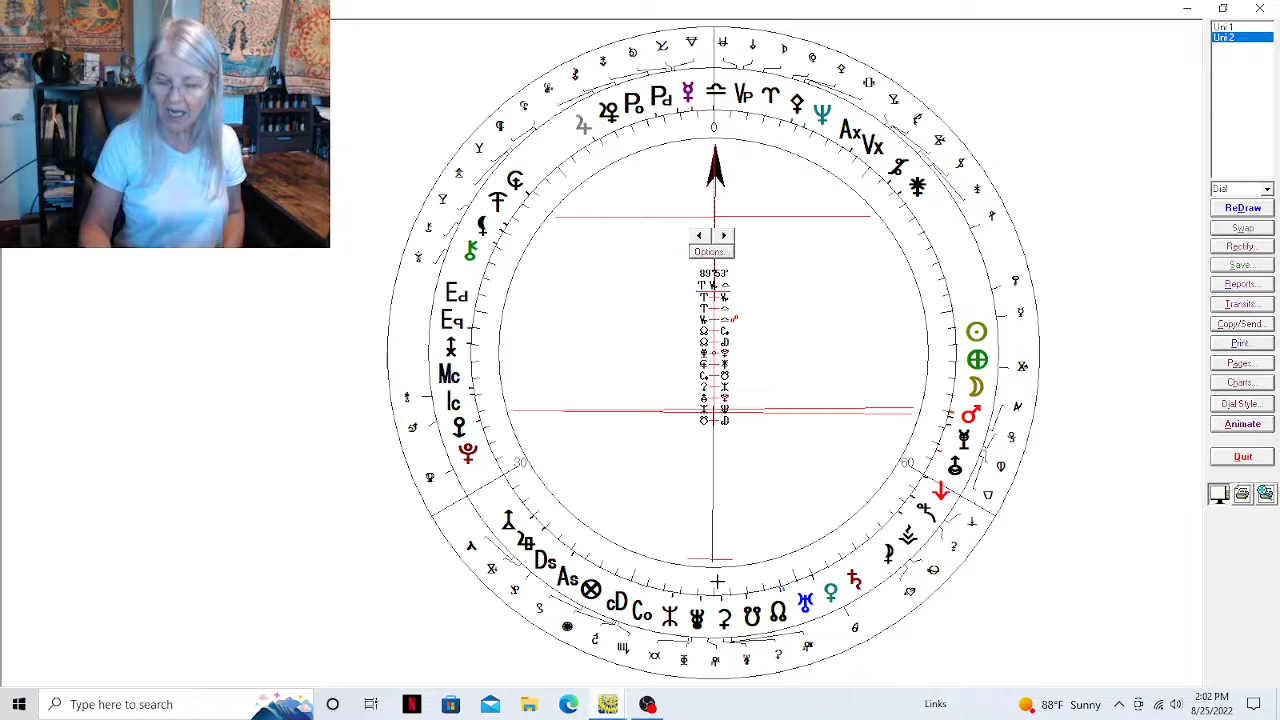 Uni 1
Uni 2
Dial
ReDraw
Swap
Rectify...
Save...
Reports...
Transits...
Copy/Send...
Print...
Pages...
Charts...
Dial Style...
Animate
Quit
Po
Pd
VP
Ax
Vx
0
Options...
89°53'
Ed
Eq
Mc
Ic
30
60
Ds
As
cD
Co
Type here to search
Links
88°F Sunny
2:02 PM
8/25/2022